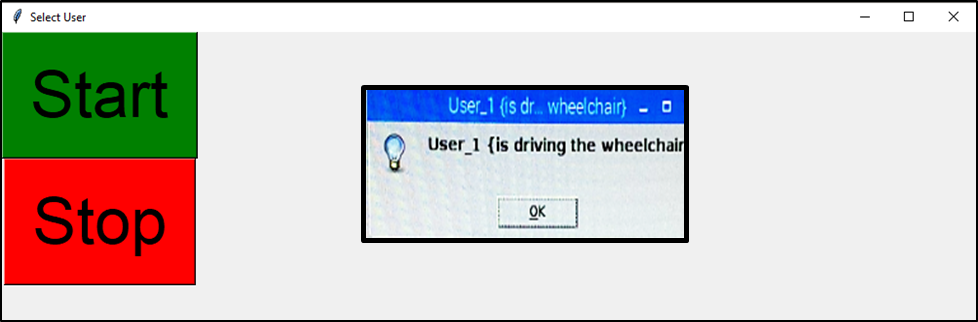 Select User
Start
Stop
User_1 {is dr... wheelchair}
User_1 {is driving the wheelchair
OK